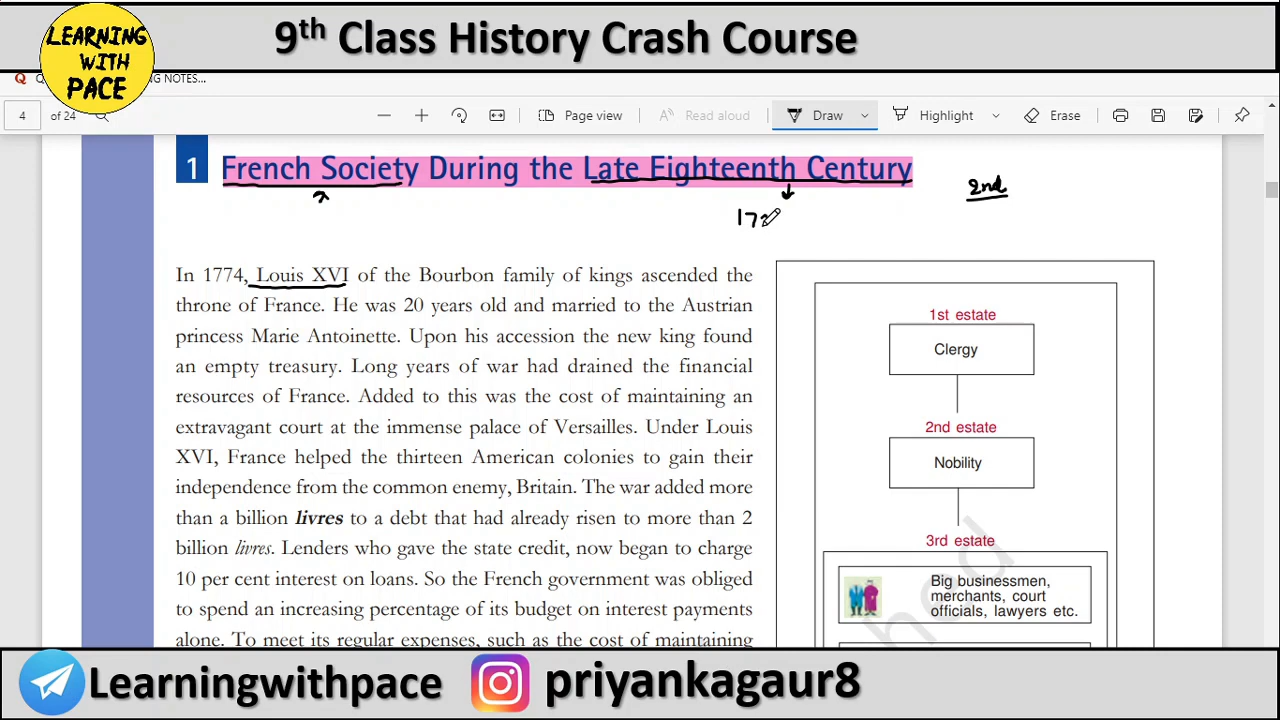 LEARNING
WITH
PACE
9th Class History Crash Course
NG NOTES...
4 of 24
Page view
Read aloud
Draw
Highlight
Erase
1 French Society During the Late Eighteenth Century
2nd
In 1774, Louis XVI of the Bourbon family of kings ascended the
throne of France. He was 20 years old and married to the Austrian
princess Marie Antoinette. Upon his accession the new king found
an empty treasury. Long years of war had drained the financial
resources of France. Added to this was the cost of maintaining an
extravagant court at the immense palace of Versailles. Under Louis
XVI, France helped the thirteen American colonies to gain their
independence from the common enemy, Britain. The war added more
than a billion livres to a debt that had already risen to more than 2
billion livres. Lenders who gave the state credit, now began to charge
10 per cent interest on loans. So the French government was obliged
to spend an increasing percentage of its budget on interest payments
alone. To meet its regular expenses, such as the cost of maintaining
1st estate
Clergy
2nd estate
Nobility
3rd estate
Big businessmen,
merchants, court
officials, lawyers etc.
hed
Learningwithpace
priyankagaur8